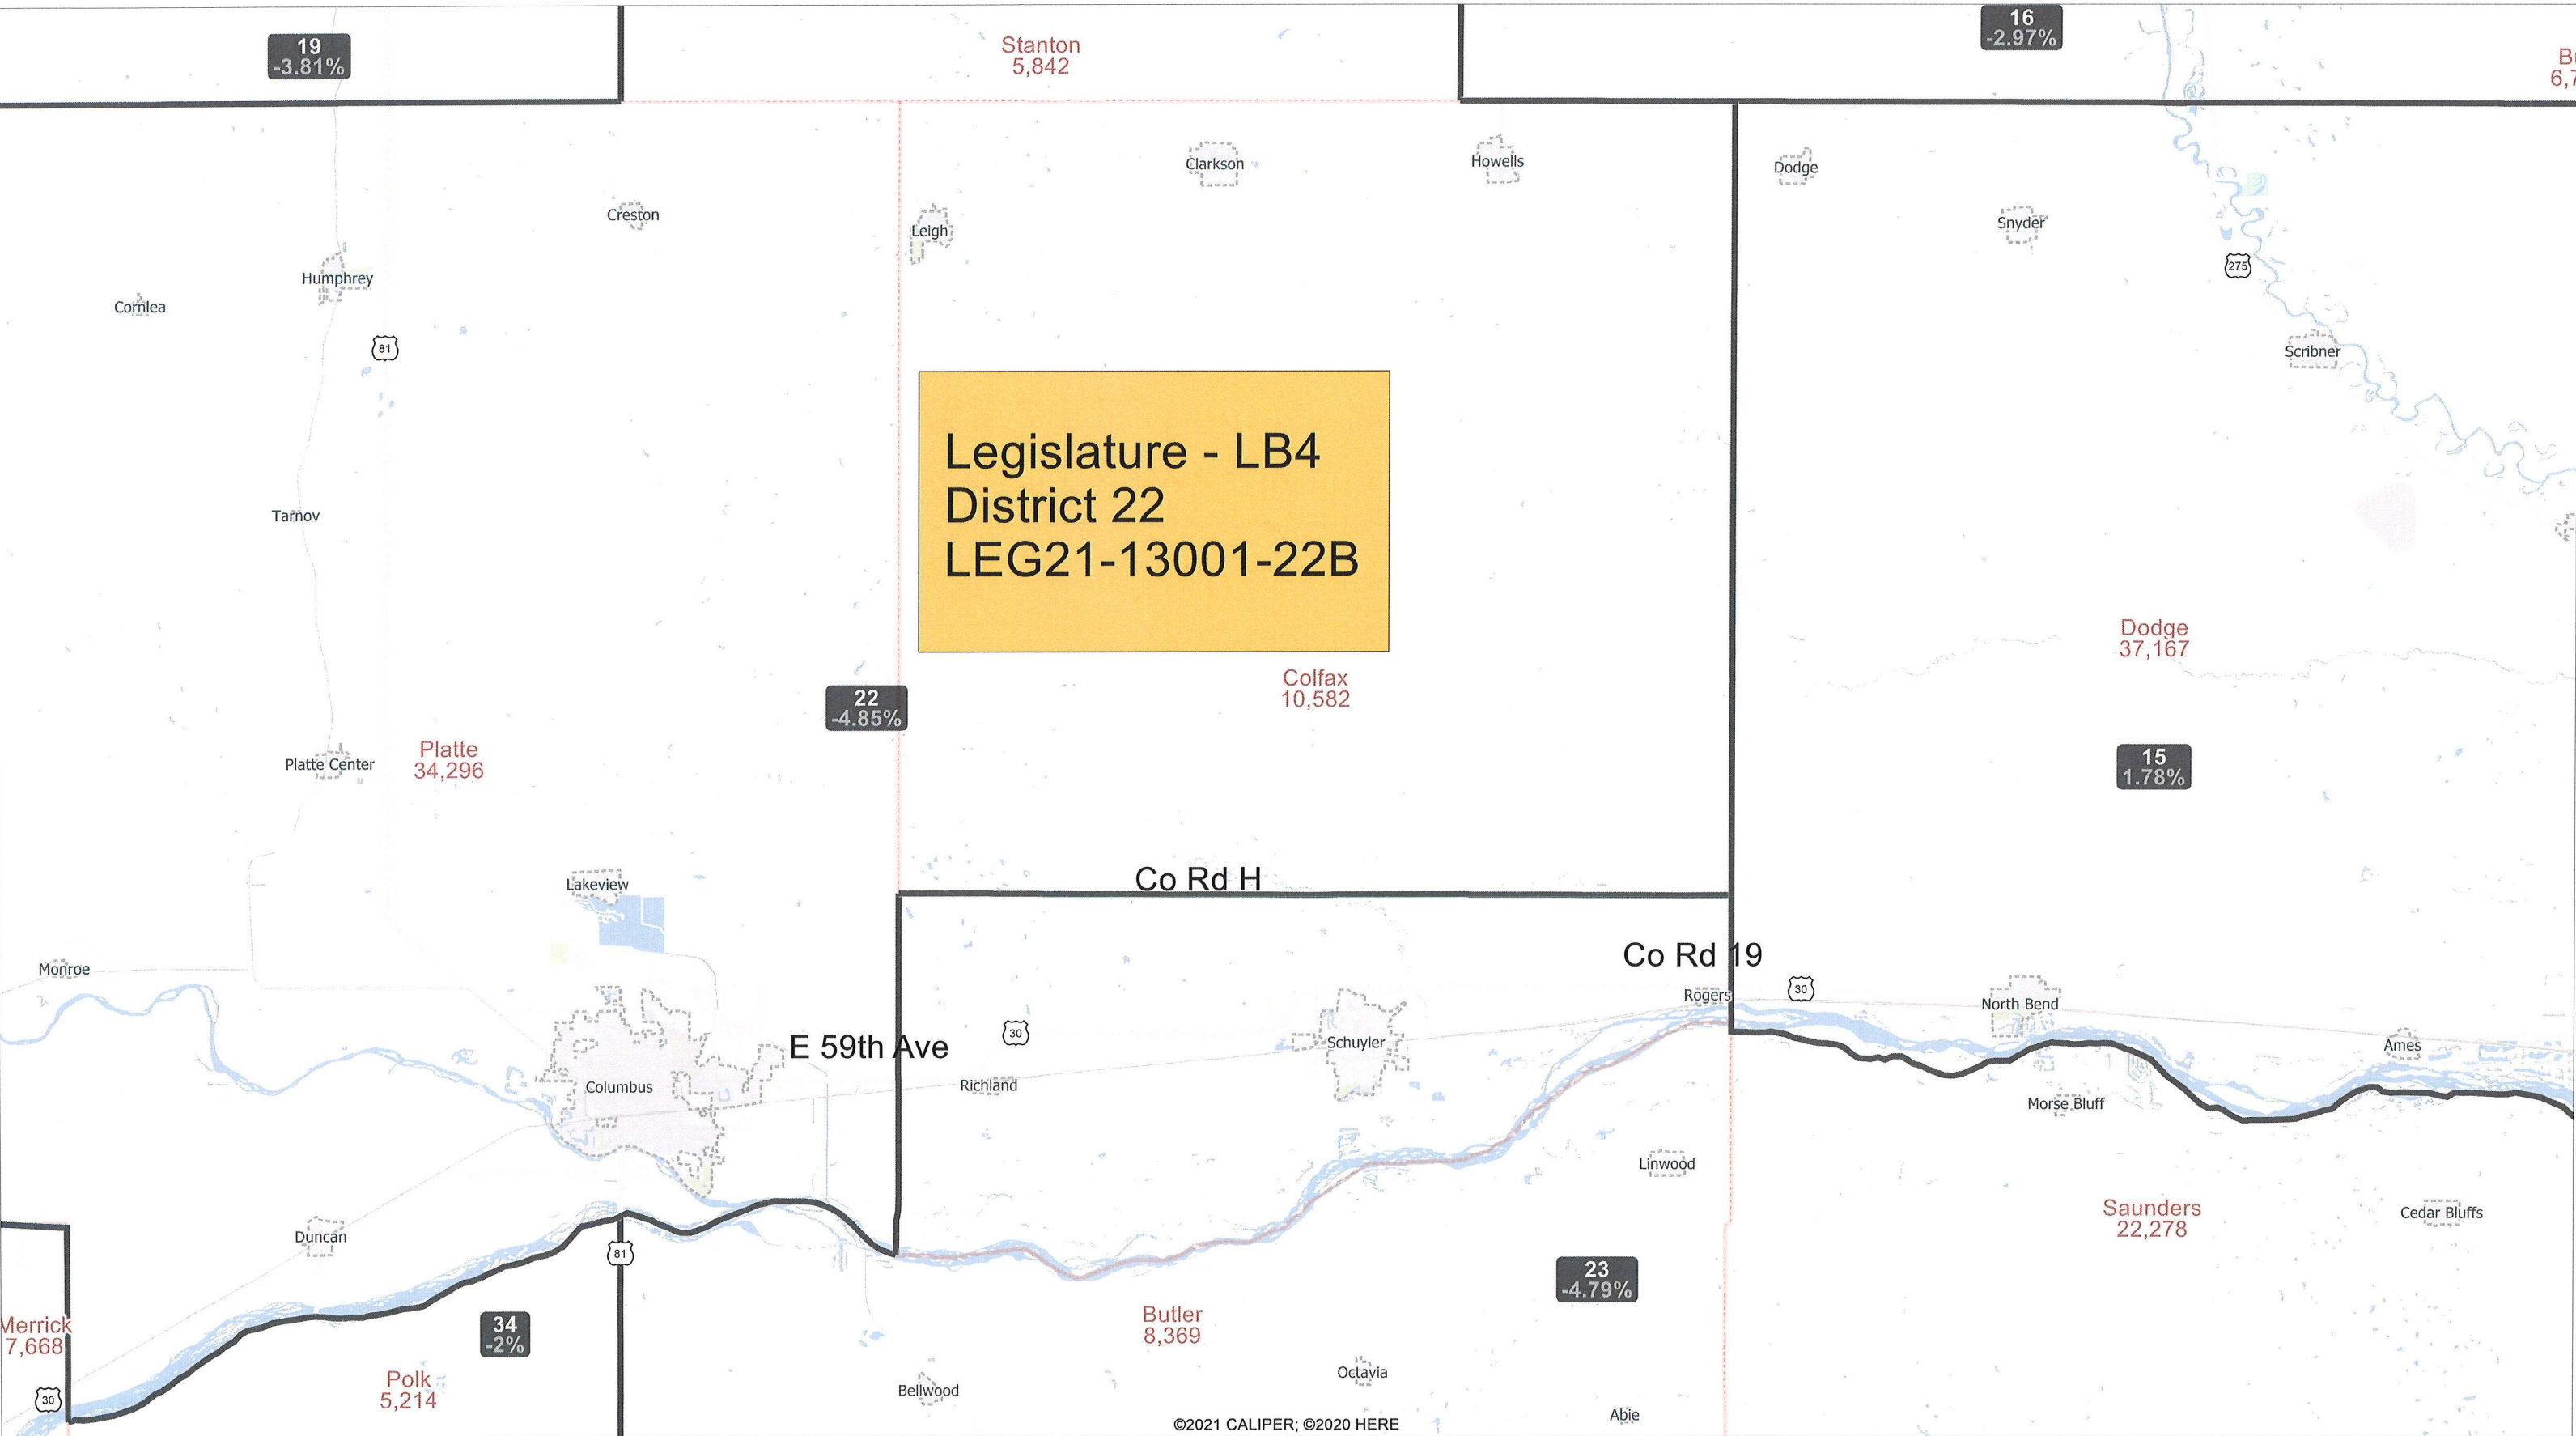 19
-3.81%
Stanton
5,842
16
-2.97%
6,7
Clarkson
Howells
Dodge
Creston
Leigh
Snyder
Humphrey
275
Cornlea
81
Scribner
Legislature - LB4
District 22
LEG21-13001-22B
Tarnov
Dodge
37,167
Colfax
10,582
22
-4.85%
Platte
34,296
Platte Center
15
1.78%
Lakeview
Co Rd H
Co Rd 19
Monroe
Rogers
30
North Bend
E 59th Ave
30
Schuyler
Ames
Columbus
Richland
Morse Bluff
Linwood
Duncan
81
Saunders
22,278
Cedar Bluffs
23
-4.79%
Merrick
7,668
34
-2%
Butler
8,369
Polk
5,214
30
Bellwood
Octavia
Abie
©2021 CALIPER; ©2020 HERE